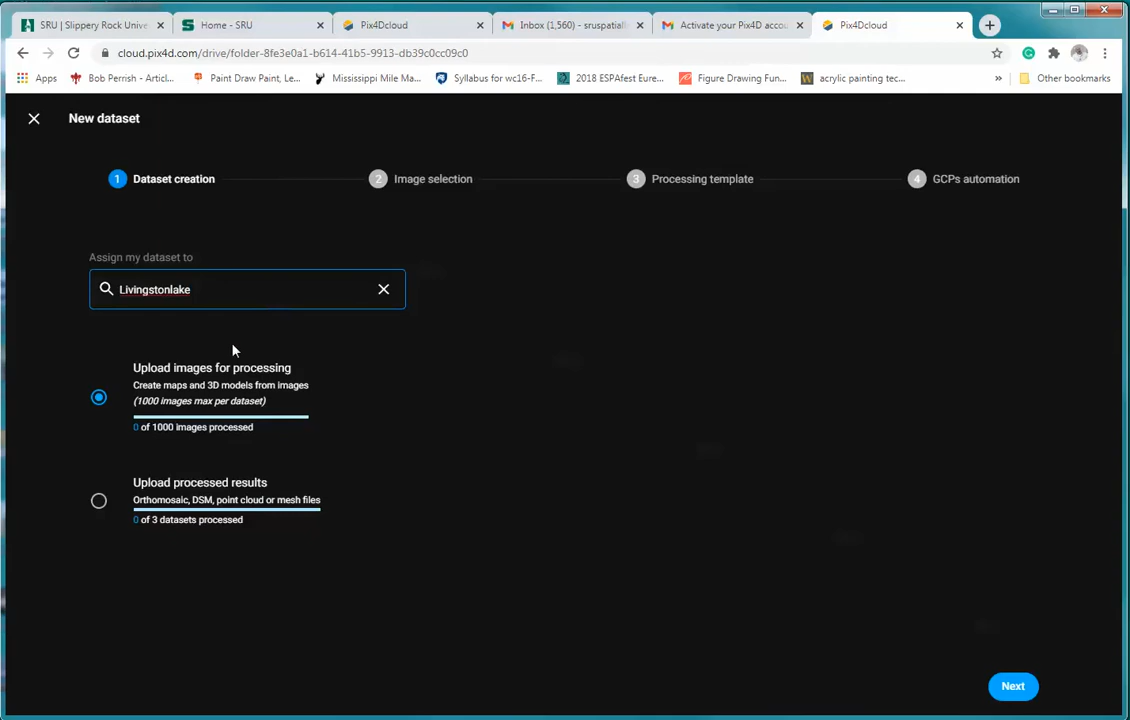 SRU | Slippery Rock Unive
Home - SRU
Pix4Dcloud
Inbox (1,560) - sruspatiall
Activate your Pix4D accou
Pix4Dcloud
cloud.pix4d.com/drive/folder-8fe3e0a1-b614-41b5-9913-db39c0cc09c0
Apps
Bob Perrish - Articl...
Paint Draw Paint, Le...
Mississippi Mile Ma...
Syllabus for wc16-F...
2018 ESPAfest Eure...
Figure Drawing Fun...
acrylic painting tec...
»
Other bookmarks
New dataset
1 Dataset creation
2 Image selection
3 Processing template
4 GCPs automation
Assign my dataset to
Livingstonlake
Upload images for processing
Create maps and 3D models from images
(1000 images max per dataset)
0 of 1000 images processed
Upload processed results
Orthomosaic, DSM, point cloud or mesh files
0 of 3 datasets processed
Next